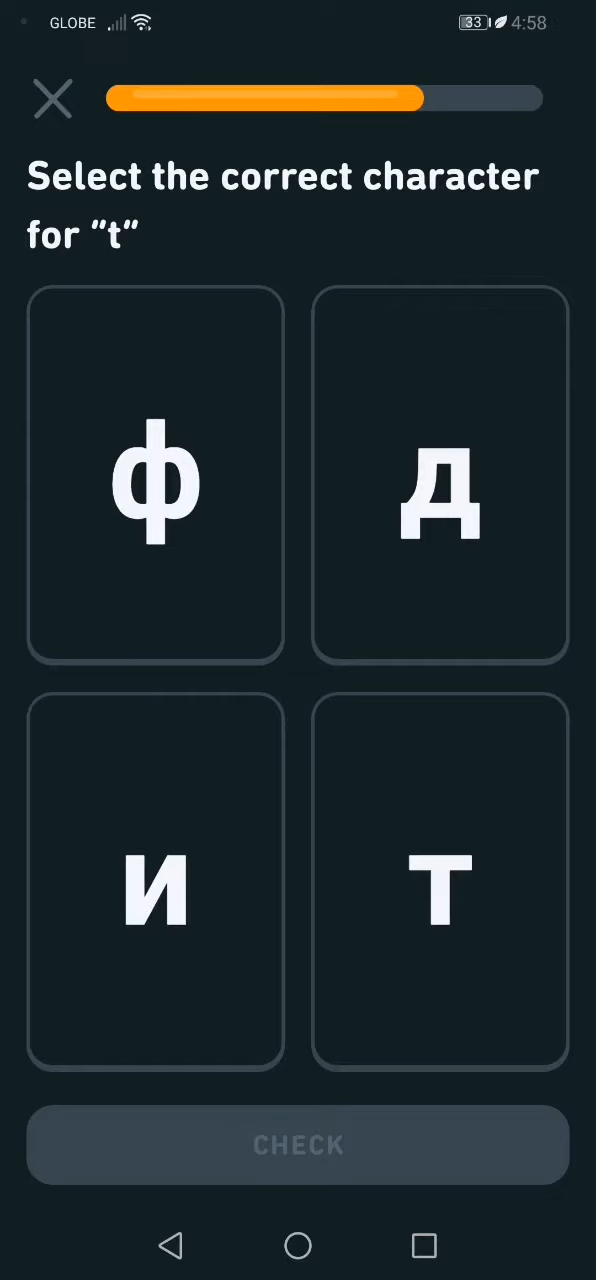 GLOBE
33 4:58
Select the correct character
for "t"
ф д
и т
CHECK